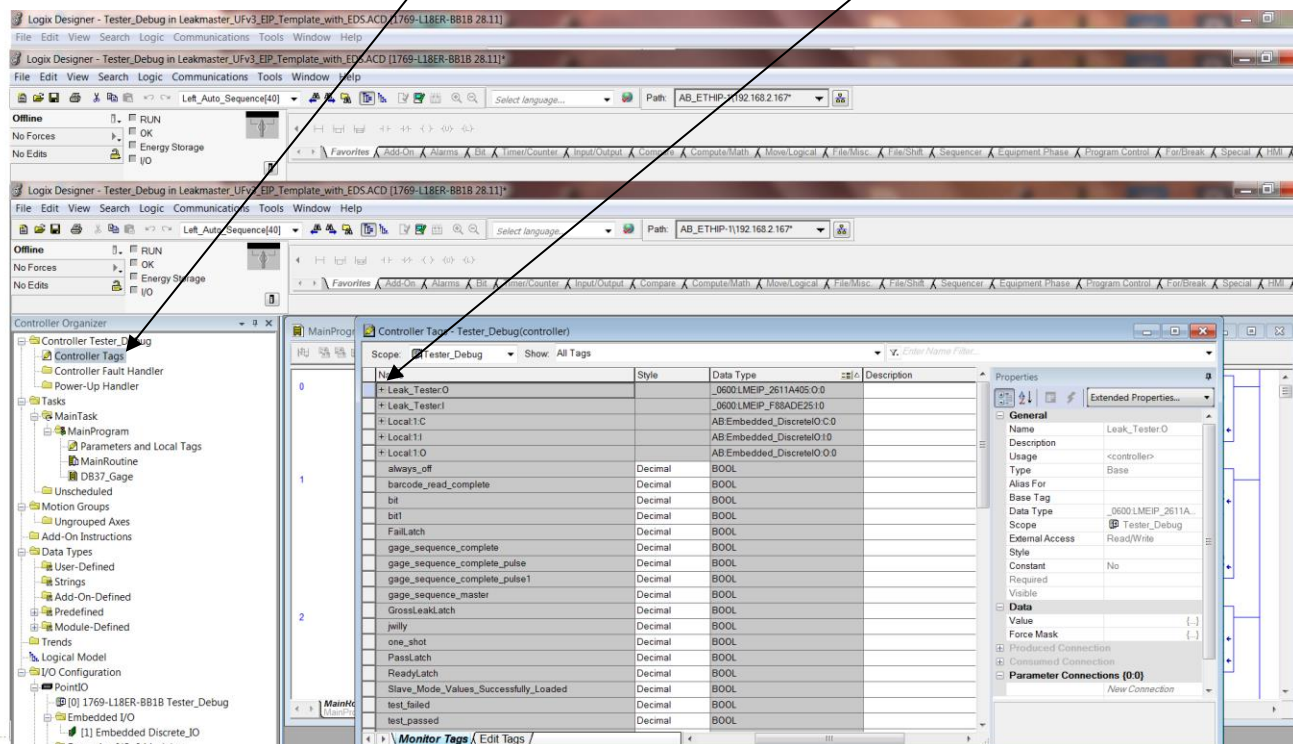 Logix Designer - Tester_Debug in Leakmaster_UFv3_EIP_Template_with_EDS.ACD [1769-L18ER-BB1B 28.11]
File Edit View Search Logic Communications Tools Window Help
Logix Designer - Tester_Debug in Leakmaster_UFv3_EIP_Template_with_EDS.ACD [1769-L18ER-BB1B 28.11]*
File Edit View Search Logic Communications Tools Window Help
Left_Auto_Sequence[40] Select language... Path: AB_ETHIP-1\192.168.2.167*
Offline RUN
No Forces OK
Energy Storage
No Edits I/O
Favorites Add-On Alarms Bit Timer/Counter Input/Output Compare Compute/Math Move/Logical File/Misc. File/Shift Sequencer Equipment Phase Program Control For/Break Special HMI
Logix Designer - Tester_Debug in Leakmaster_UFv3_EIP_Template_with_EDS.ACD [1769-L18ER-BB1B 28.11]*
File Edit View Search Logic Communications Tools Window Help
Left_Auto_Sequence[40] Select language... Path: AB_ETHIP-1\192.168.2.167*
Offline RUN
No Forces OK
Energy Storage
No Edits I/O
Favorites Add-On Alarms Bit Timer/Counter Input/Output Compare Compute/Math Move/Logical File/Misc. File/Shift Sequencer Equipment Phase Program Control For/Break Special HMI
Controller Organizer
Controller Tester_Debug
Controller Tags
Controller Fault Handler
Power-Up Handler
Tasks
MainTask
MainProgram
Parameters and Local Tags
MainRoutine
DB37_Gage
Unscheduled
Motion Groups
Ungrouped Axes
Add-On Instructions
Data Types
User-Defined
Strings
Add-On-Defined
Predefined
Module-Defined
Trends
Logical Model
I/O Configuration
PointIO
[0] 1769-L18ER-BB1B Tester_Debug
Embedded I/O
[1] Embedded Discrete_IO
MainProgr
0
1
2
Controller Tags - Tester_Debug(controller)
Scope: Tester_Debug Show: All Tags Enter Name Filter...
Style Data Type Description
Leak_Tester:O _0600:LMEIP_2611A405:O:0
Leak_Tester:I _0600:LMEIP_F88ADE25:I:0
Local:1:C AB:Embedded_DiscreteIO:C:0
Local:1:I AB:Embedded_DiscreteIO:I:0
Local:1:O AB:Embedded_DiscreteIO:O:0
always_off Decimal BOOL
barcode_read_complete Decimal BOOL
bit Decimal BOOL
bit1 Decimal BOOL
FailLatch Decimal BOOL
gage_sequence_complete Decimal BOOL
gage_sequence_complete_pulse Decimal BOOL
gage_sequence_complete_pulse1 Decimal BOOL
gage_sequence_master Decimal BOOL
GrossLeakLatch Decimal BOOL
jwilly Decimal BOOL
one_shot Decimal BOOL
PassLatch Decimal BOOL
ReadyLatch Decimal BOOL
Slave_Mode_Values_Successfully_Loaded Decimal BOOL
test_failed Decimal BOOL
test_passed Decimal BOOL
Monitor Tags Edit Tags
Properties
Extended Properties...
General
Name Leak_Tester:O
Description
Usage <controller>
Type Base
Alias For
Base Tag
Data Type _0600:LMEIP_2611A...
Scope Tester_Debug
External Access Read/Write
Style
Constant No
Required
Visible
Data
Value {...}
Force Mask {...}
Produced Connection
Consumed Connection
Parameter Connections {0:0}
New Connection